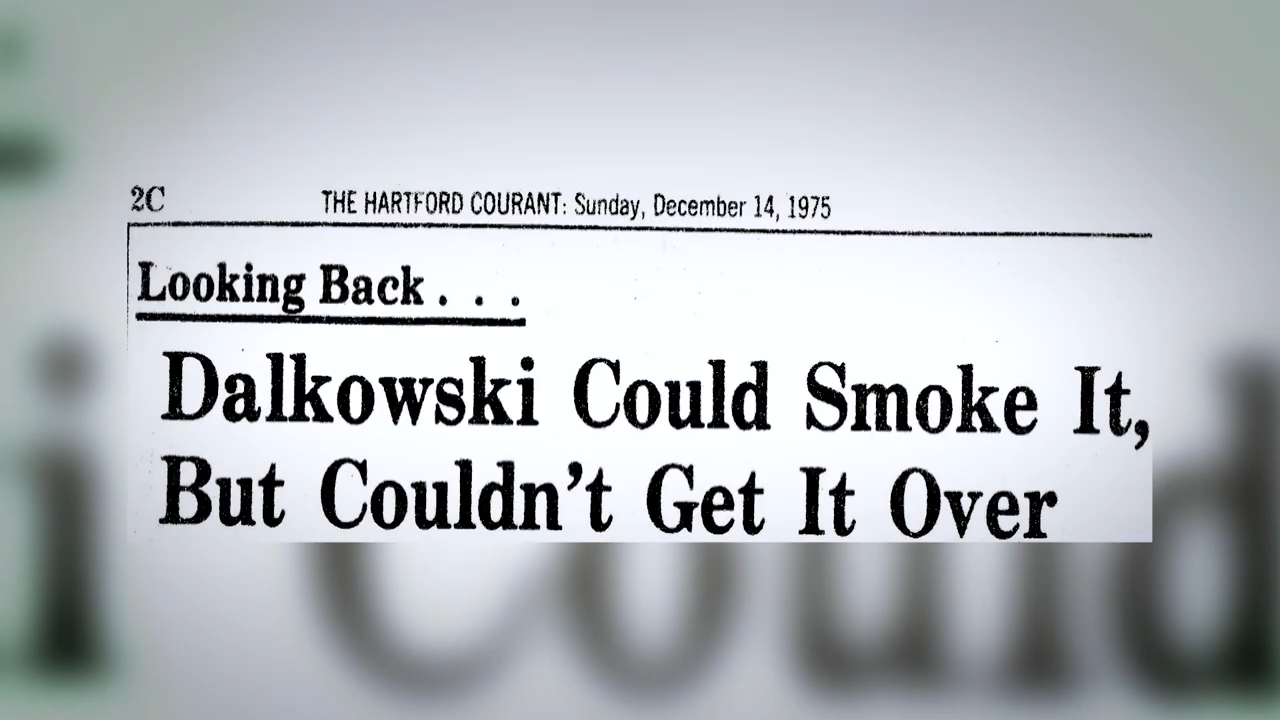 2C THE HARTFORD COURANT: Sunday, December 14, 1975
Looking Back . . .
Dalkowski Could Smoke It,
But Couldn't Get It Over